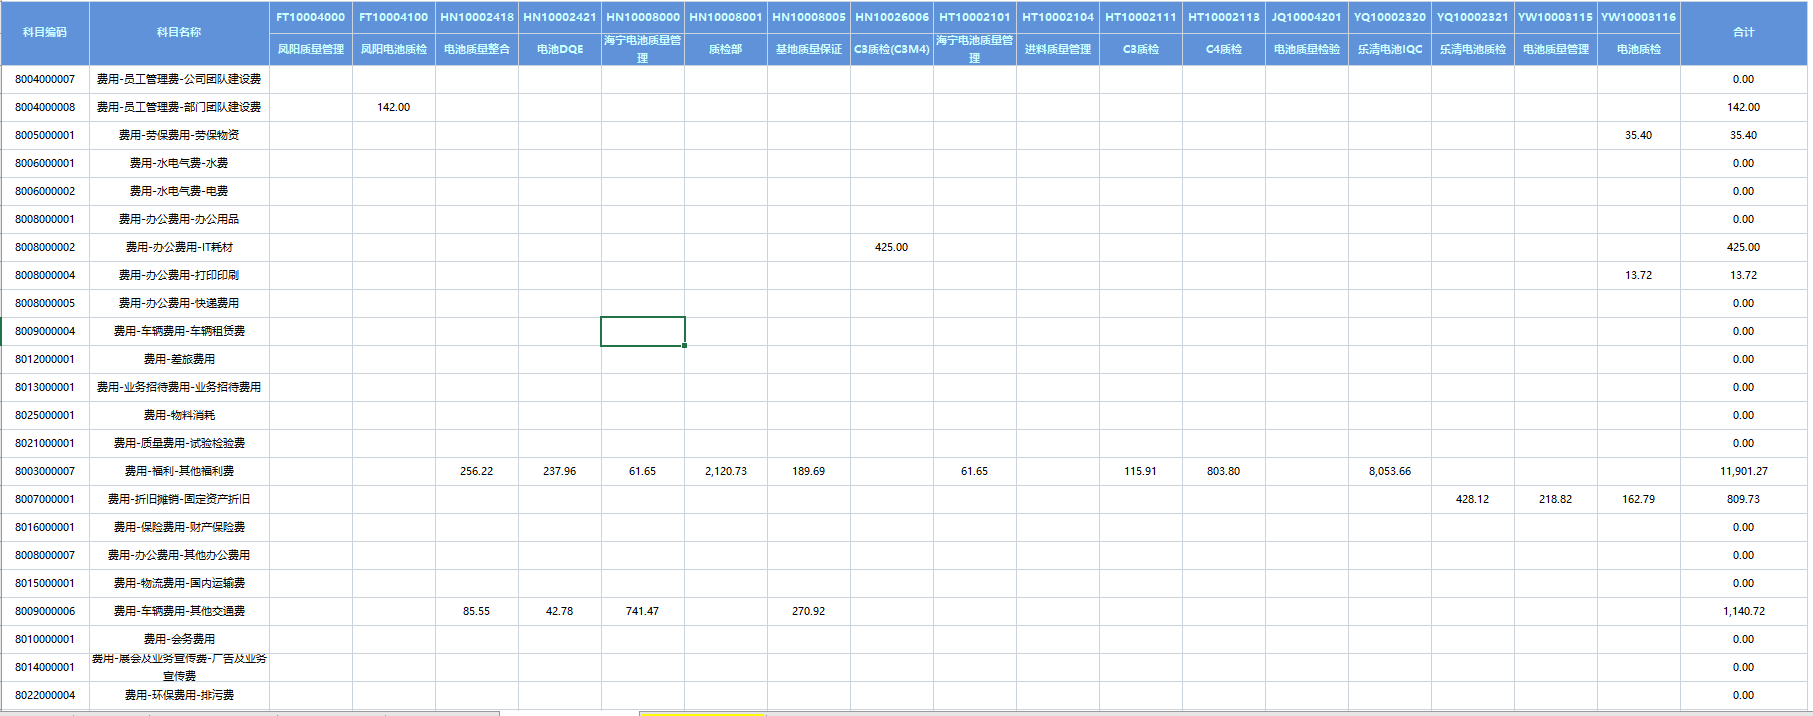 科目编码 科目名称 FT10004000 FT10004100 HN10002418 HN10002421 HN10008000 HN10008001 HN10008005 HN10026006 HT10002101 HT10002104 HT10002111 HT10002113 JQ10004201 YQ10002320 YQ10002321 YW10003115 YW10003116 合计
凤阳质量管理 凤阳电池质检 电池质量整合 电池DQE 海宁电池质量管理 质检部 基地质量保证 C3质检(C3M4) 海宁电池质量管理 进料质量管理 C3质检 C4质检 电池质量检验 乐清电池IQC 乐清电池质检 电池质量管理 电池质检
8004000007 费用-员工管理费-公司团队建设费 0.00
8004000008 费用-员工管理费-部门团队建设费 142.00 142.00
8005000001 费用-劳保费用-劳保物资 35.40 35.40
8006000001 费用-水电气费-水费 0.00
8006000002 费用-水电气费-电费 0.00
8008000001 费用-办公费用-办公用品 0.00
8008000002 费用-办公费用-IT耗材 425.00 425.00
8008000004 费用-办公费用-打印印刷 13.72 13.72
8008000005 费用-办公费用-快递费用 0.00
8009000004 费用-车辆费用-车辆租赁费 0.00
8012000001 费用-差旅费用 0.00
8013000001 费用-业务招待费用-业务招待费用 0.00
8025000001 费用-物料消耗 0.00
8021000001 费用-质量费用-试验检验费 0.00
8003000007 费用-福利-其他福利费 256.22 237.96 61.65 2,120.73 189.69 61.65 115.91 803.80 8,053.66 11,901.27
8007000001 费用-折旧摊销-固定资产折旧 428.12 218.82 162.79 809.73
8016000001 费用-保险费用-财产保险费 0.00
8008000007 费用-办公费用-其他办公费用 0.00
8015000001 费用-物流费用-国内运输费 0.00
8009000006 费用-车辆费用-其他交通费 85.55 42.78 741.47 270.92 1,140.72
8010000001 费用-会务费用 0.00
8014000001 费用-展会及业务宣传费-广告及业务宣传费 0.00
8022000004 费用-环保费用-排污费 0.00